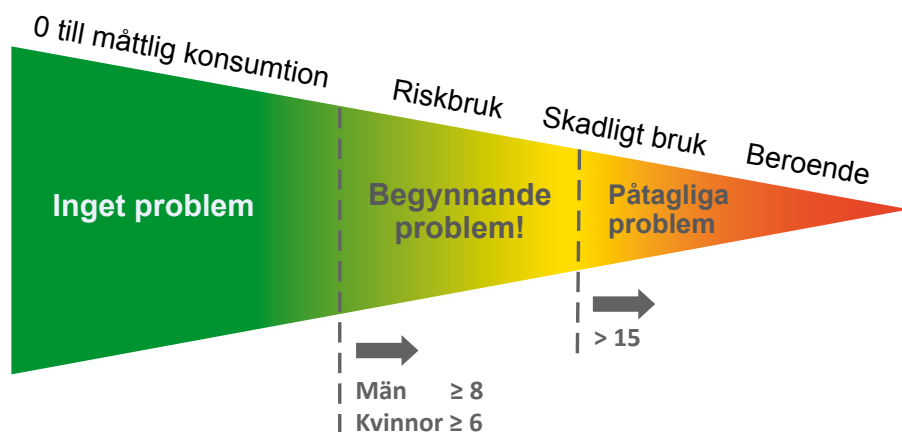 0 till måttlig konsumtion
Riskbruk
Skadligt bruk
Beroende
Inget problem
Begynnande
problem!
Påtagliga
problem
> 15
Män ≥ 8
Kvinnor ≥ 6